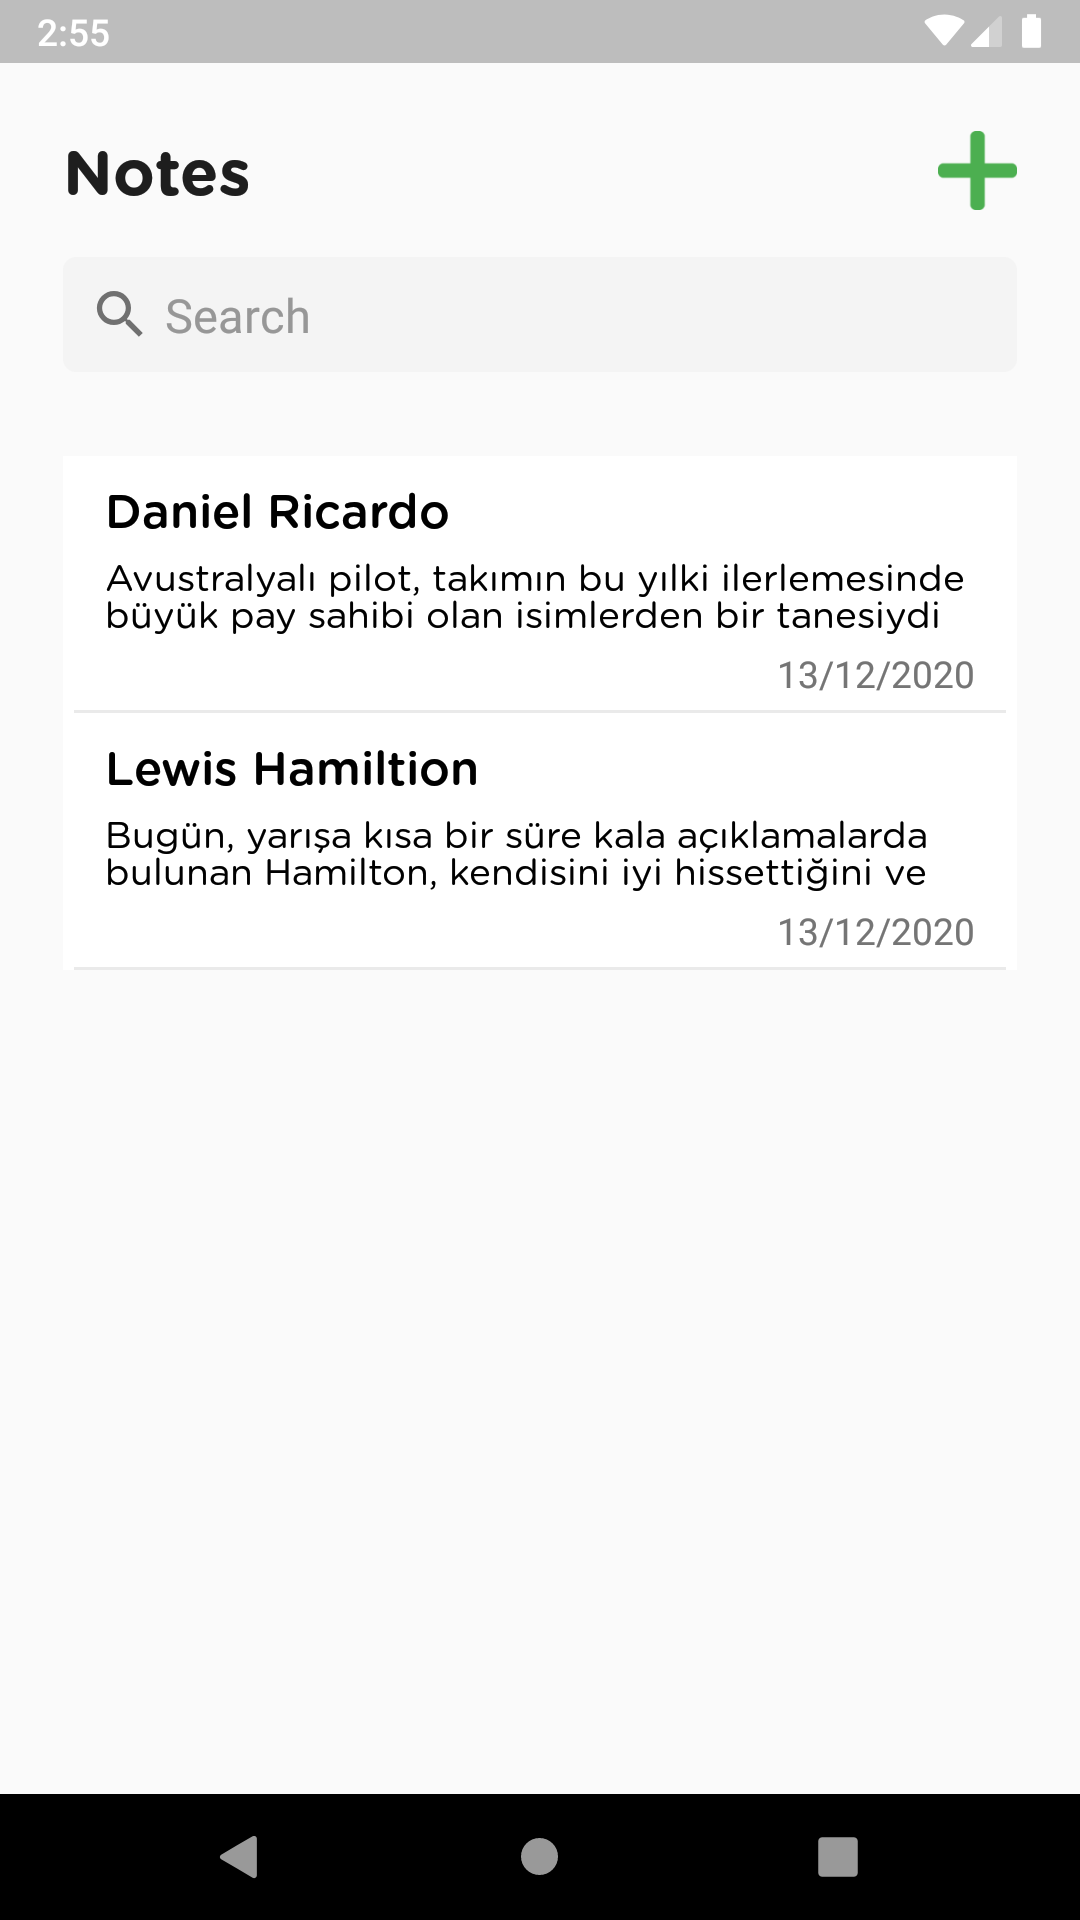 2:55
Notes
Search
Daniel Ricardo
Avustralyalı pilot, takımın bu yılki ilerlemesinde
büyük pay sahibi olan isimlerden bir tanesiydi
13/12/2020
Lewis Hamiltion
Bugün, yarışa kısa bir süre kala açıklamalarda
bulunan Hamilton, kendisini iyi hissettiğini ve
13/12/2020